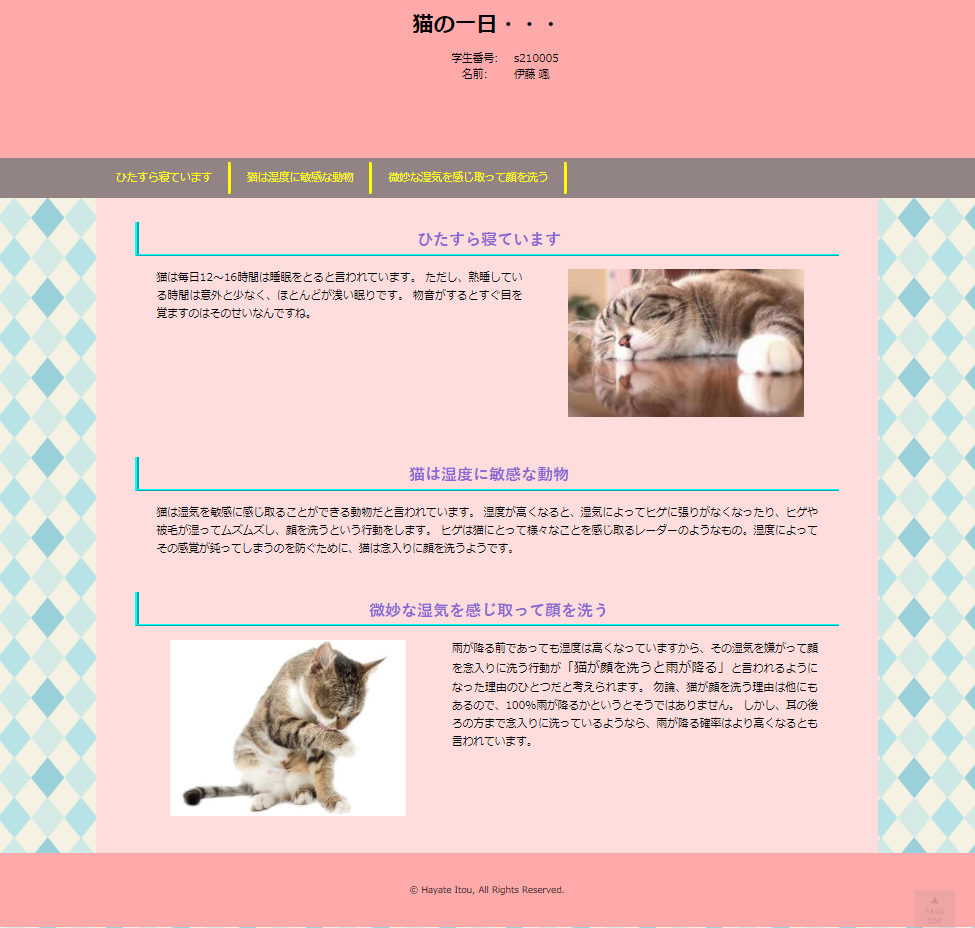 猫の一日・・・
学生番号： s210005
名前： 伊藤 颯
ひたすら寝ています 猫は湿度に敏感な動物 微妙な湿気を感じ取って顔を洗う
ひたすら寝ています
猫は毎日12～16時間は睡眠をとると言われています。 ただし、熟睡してい
る時間は意外と少なく、ほとんどが浅い眠りです。 物音がするとすぐ目を
覚ますのはそのせいなんですね。
猫は湿度に敏感な動物
猫は湿気を敏感に感じ取ることができる動物だと言われています。 湿度が高くなると、湿気によってヒゲに張りがなくなったり、ヒゲや
被毛が湿ってムズムズし、顔を洗うという行動をします。 ヒゲは猫にとって様々なことを感じ取るレーダーのようなもの。湿度によって
その感覚が鈍ってしまうのを防ぐために、猫は念入りに顔を洗うようです。
微妙な湿気を感じ取って顔を洗う
雨が降る前であっても湿度は高くなっていますから、その湿気を嫌がって顔
を念入りに洗う行動が「猫が顔を洗うと雨が降る」と言われるように
なった理由のひとつだと考えられます。 勿論、猫が顔を洗う理由は他にも
あるので、100%雨が降るかというとそうではありません。 しかし、耳の後
ろの方まで念入りに洗っているようなら、雨が降る確率はより高くなるとも
言われています。
© Hayate Itou, All Rights Reserved.
▲
PAGE
TOP